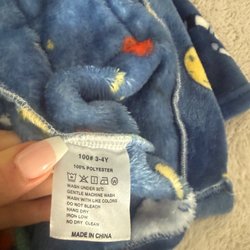 100# 3-4Y
100% POLYESTER
WASH UNDER 30°C
GENTLE MACHINE WASH
WASH WITH LIKE COLORS
DO NOT BLEACH
HANG DRY
IRON LOW
NO DRY CLEAN
MADE IN CHINA